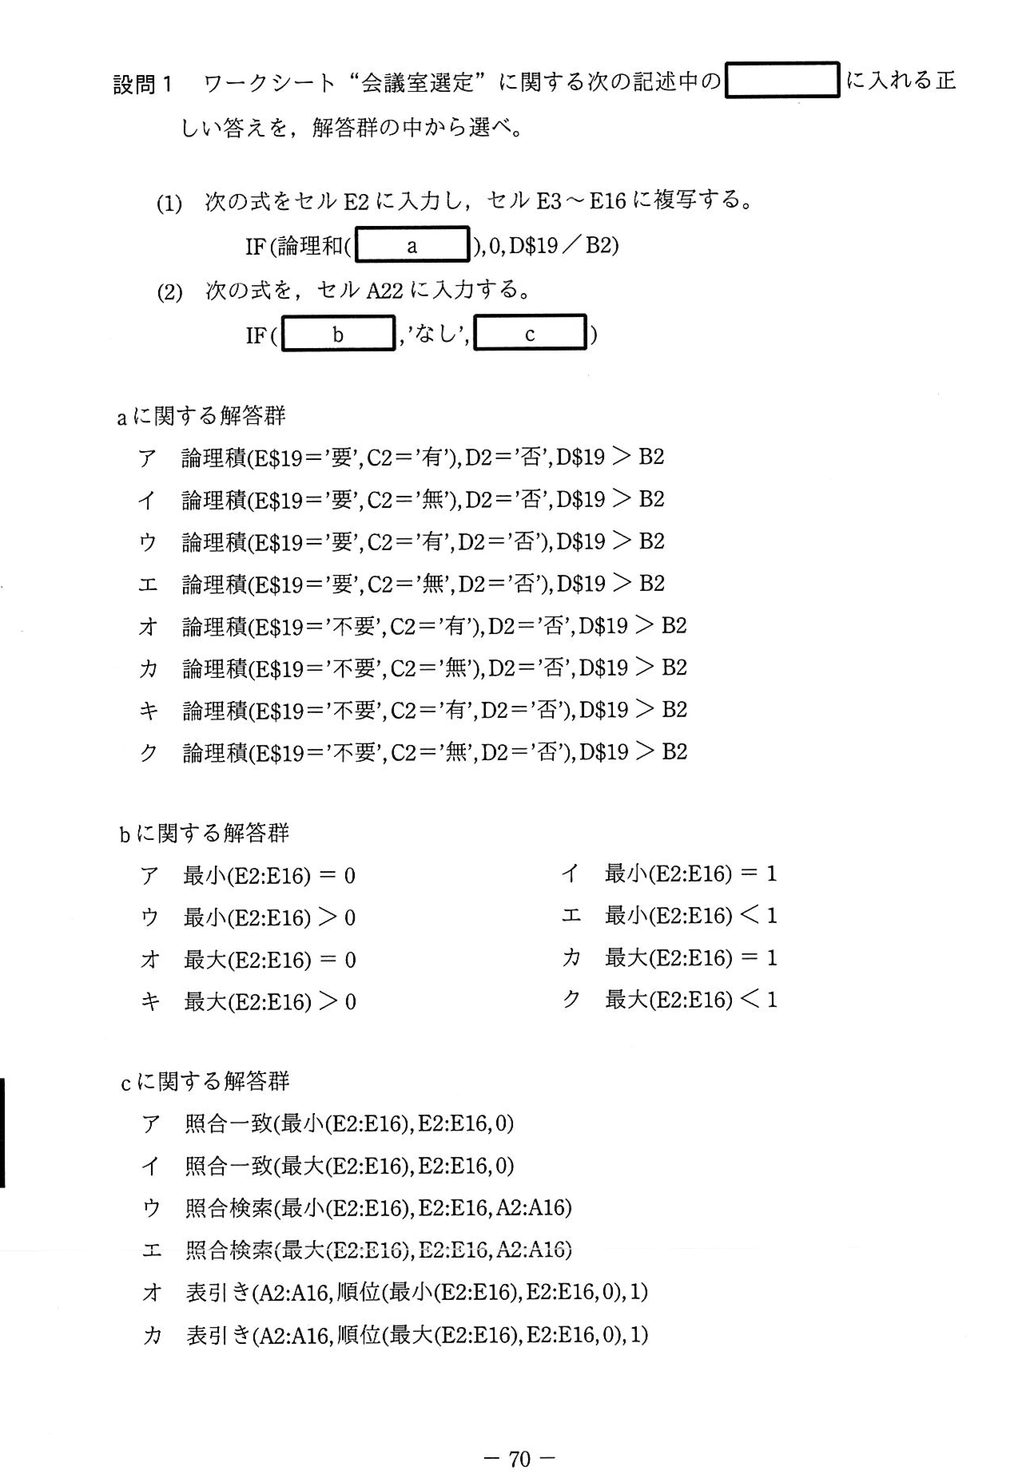 設問1 ワークシート“会議室選定”に関する次の記述中の に入れる正
しい答えを,解答群の中から選べ。
(1) 次の式をセルE2に入力し,セルE3～E16に複写する。
IF(論理和( a ),0,D$19／B2)
(2) 次の式を,セルA22に入力する。
IF( b ,'なし', c )
aに関する解答群
ア 論理積(E$19='要',C2='有'),D2='否',D$19＞B2
イ 論理積(E$19='要',C2='無'),D2='否',D$19＞B2
ウ 論理積(E$19='要',C2='有',D2='否'),D$19＞B2
エ 論理積(E$19='要',C2='無',D2='否'),D$19＞B2
オ 論理積(E$19='不要',C2='有'),D2='否',D$19＞B2
カ 論理積(E$19='不要',C2='無'),D2='否',D$19＞B2
キ 論理積(E$19='不要',C2='有',D2='否'),D$19＞B2
ク 論理積(E$19='不要',C2='無',D2='否'),D$19＞B2
bに関する解答群
ア 最小(E2:E16) = 0 イ 最小(E2:E16) = 1
ウ 最小(E2:E16)＞0 エ 最小(E2:E16)＜1
オ 最大(E2:E16) = 0 カ 最大(E2:E16) = 1
キ 最大(E2:E16)＞0 ク 最大(E2:E16)＜1
cに関する解答群
ア 照合一致(最小(E2:E16),E2:E16,0)
イ 照合一致(最大(E2:E16),E2:E16,0)
ウ 照合検索(最小(E2:E16),E2:E16,A2:A16)
エ 照合検索(最大(E2:E16),E2:E16,A2:A16)
オ 表引き(A2:A16,順位(最小(E2:E16),E2:E16,0),1)
カ 表引き(A2:A16,順位(最大(E2:E16),E2:E16,0),1)
− 70 −